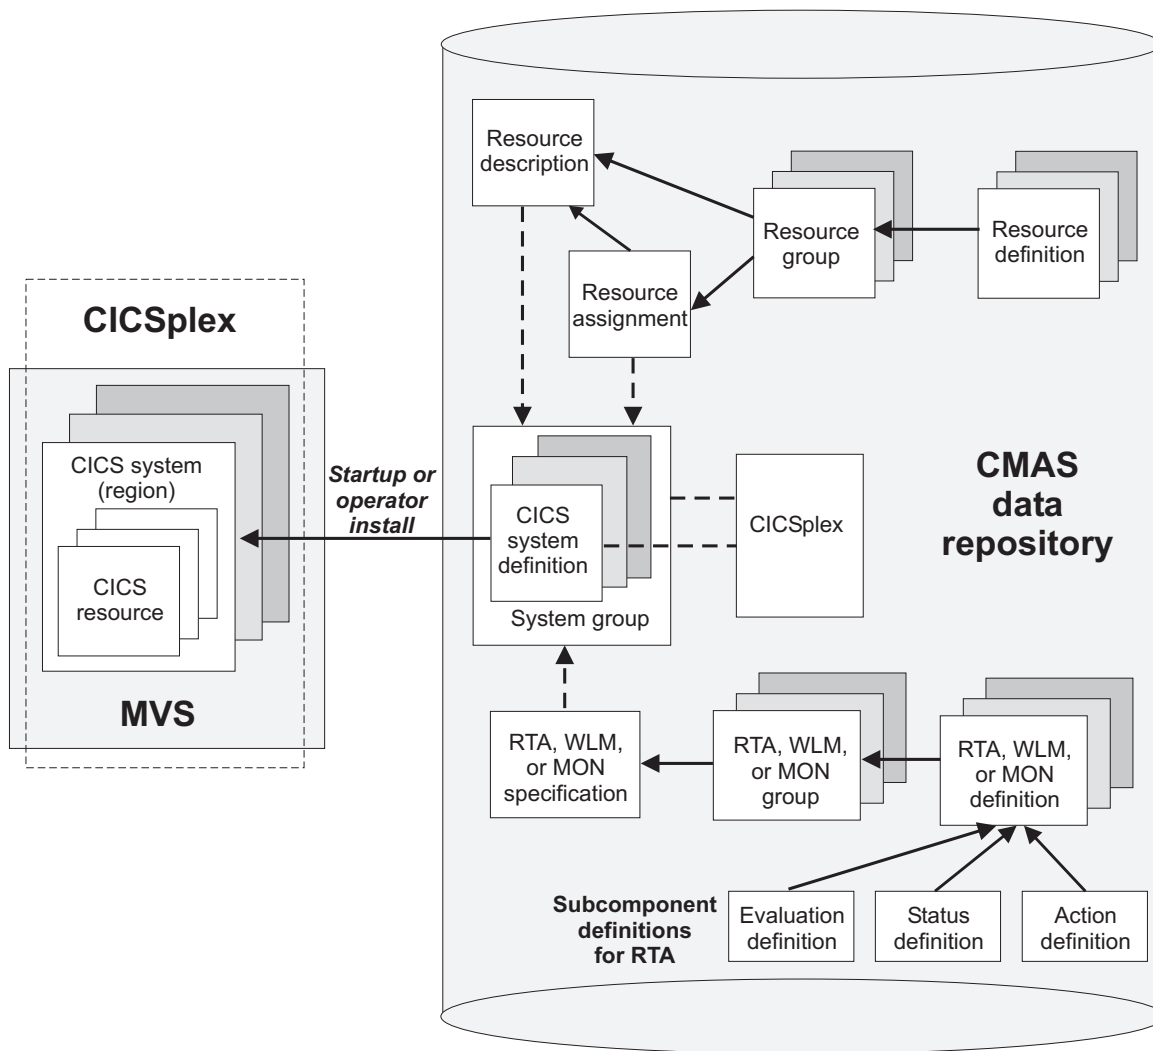 Resource
description
Resource
group
Resource
definition
Resource
assignment
CICSplex
CICS system
(region)
CICS
resource
MVS
Startup or
operator
install
CICS
system
definition
System group
CICSplex
CMAS
data
repository
RTA, WLM,
or MON
specification
RTA, WLM,
or MON
group
RTA, WLM,
or MON
definition
Subcomponent
definitions
for RTA
Evaluation
definition
Status
definition
Action
definition